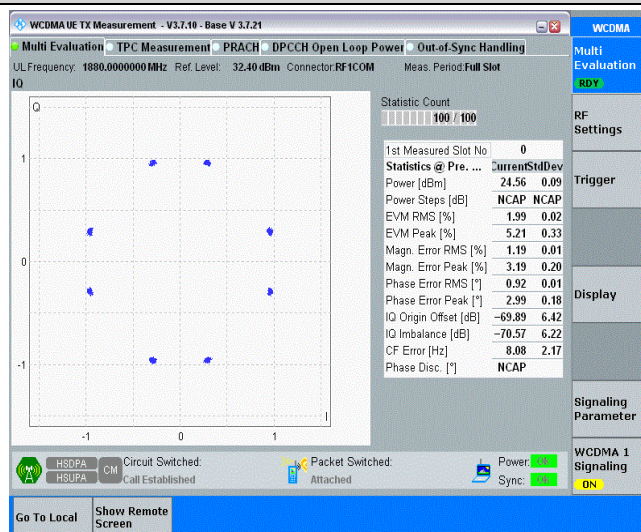 WCDMA UE TX Measurement - V3.7.10 - Base V 3.7.21
WCDMA
Multi Evaluation TPC Measurement PRACH DPCCH Open Loop Power Out-of-Sync Handling
UL Frequency: 1880.0000000 MHz Ref. Level: 32.40 dBm Connector: RF1COM Meas. Period: Full Slot
IQ
Q
1
0
-1
-1 0 1
I
Statistic Count
100 / 100
1st Measured Slot No 0
Statistics @ Pre. ... Current StdDev
Power [dBm] 24.56 0.09
Power Steps [dB] NCAP NCAP
EVM RMS [%] 1.99 0.02
EVM Peak [%] 5.21 0.33
Magn. Error RMS [%] 1.19 0.01
Magn. Error Peak [%] 3.19 0.20
Phase Error RMS [°] 0.92 0.01
Phase Error Peak [°] 2.99 0.18
IQ Origin Offset [dB] -69.89 6.42
IQ Imbalance [dB] -70.57 6.22
CF Error [Hz] 8.08 2.17
Phase Disc. [°] NCAP
Multi
Evaluation
RDY
RF
Settings
Trigger
Display
Signaling
Parameter
WCDMA 1
Signaling
ON
HSDPA
HSUPA
CM
Circuit Switched:
Call Established
Packet Switched:
Attached
Power: OK
Sync: OK
Go To Local
Show Remote
Screen